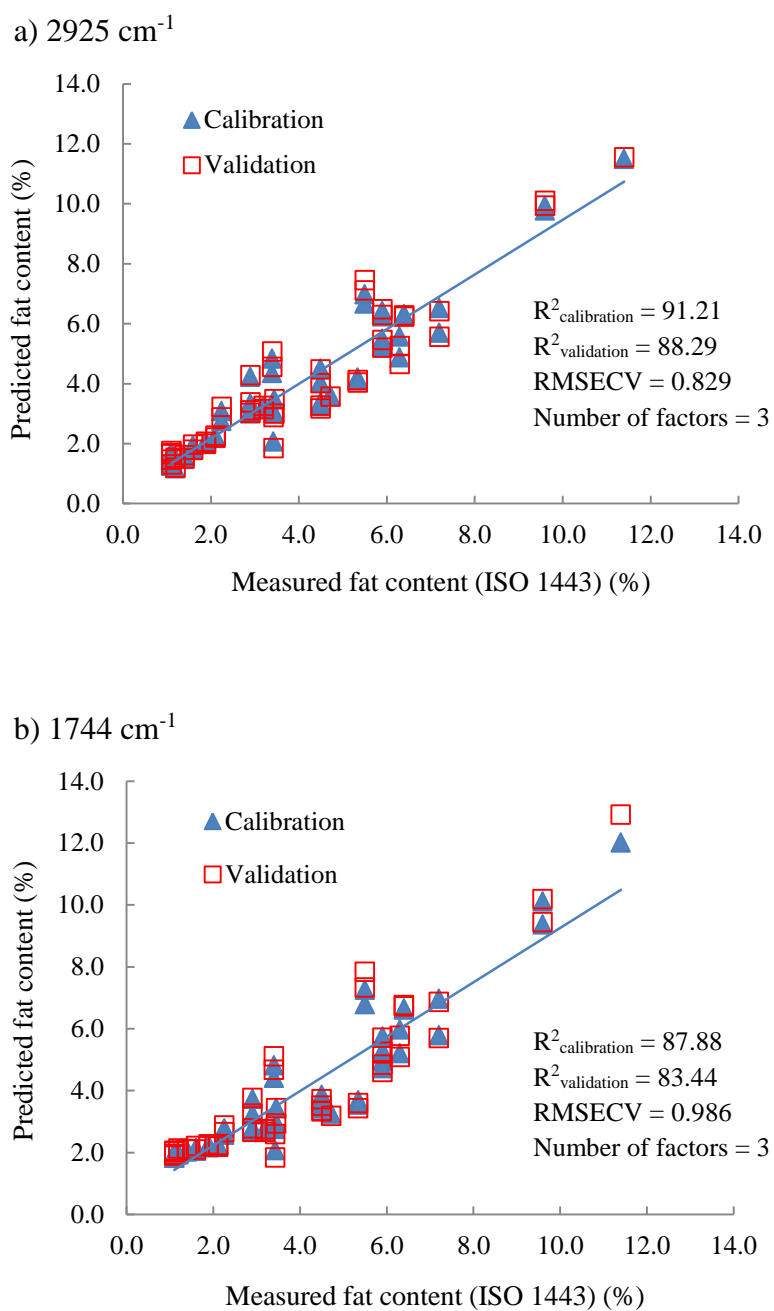 a) 2925 cm-1
14.0
12.0
10.0
8.0
6.0
4.0
2.0
0.0
Predicted fat content (%)
Calibration
Validation
R2calibration = 91.21
R2validation = 88.29
RMSECV = 0.829
Number of factors = 3
0.0 2.0 4.0 6.0 8.0 10.0 12.0 14.0
Measured fat content (ISO 1443) (%)
b) 1744 cm-1
14.0
12.0
10.0
8.0
6.0
4.0
2.0
0.0
Predicted fat content (%)
Calibration
Validation
R2calibration = 87.88
R2validation = 83.44
RMSECV = 0.986
Number of factors = 3
0.0 2.0 4.0 6.0 8.0 10.0 12.0 14.0
Measured fat content (ISO 1443) (%)